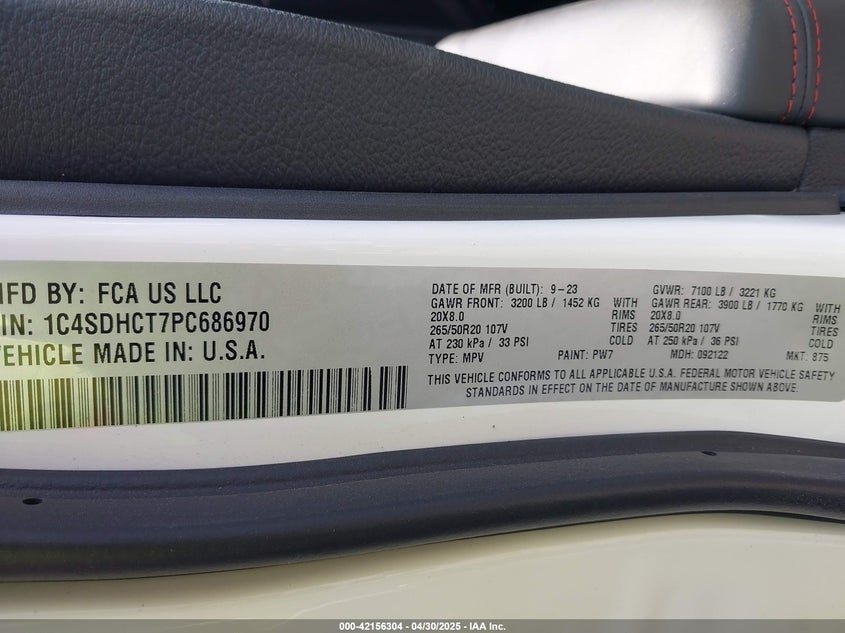 MFD BY: FCA US LLC
IN: 1C4SDHCT7PC686970
VEHICLE MADE IN: U.S.A.
DATE OF MFR (BUILT): 9-23
GVWR: 7100 LB / 3221 KG
GAWR FRONT: 3200 LB / 1452 KG WITH
GAWR REAR: 3900 LB / 1770 KG WITH
20X8.0 RIMS
20X8.0 RIMS
265/50R20 107V TIRES
265/50R20 107V TIRES
AT 230 kPa / 33 PSI COLD
AT 250 kPa / 36 PSI COLD
TYPE: MPV PAINT: PW7 MDH: 092122 MKT: 875
THIS VEHICLE CONFORMS TO ALL APPLICABLE U.S.A. FEDERAL MOTOR VEHICLE SAFETY
STANDARDS IN EFFECT ON THE DATE OF MANUFACTURE SHOWN ABOVE.
000-42156304 - 04/30/2025 - IAA Inc.